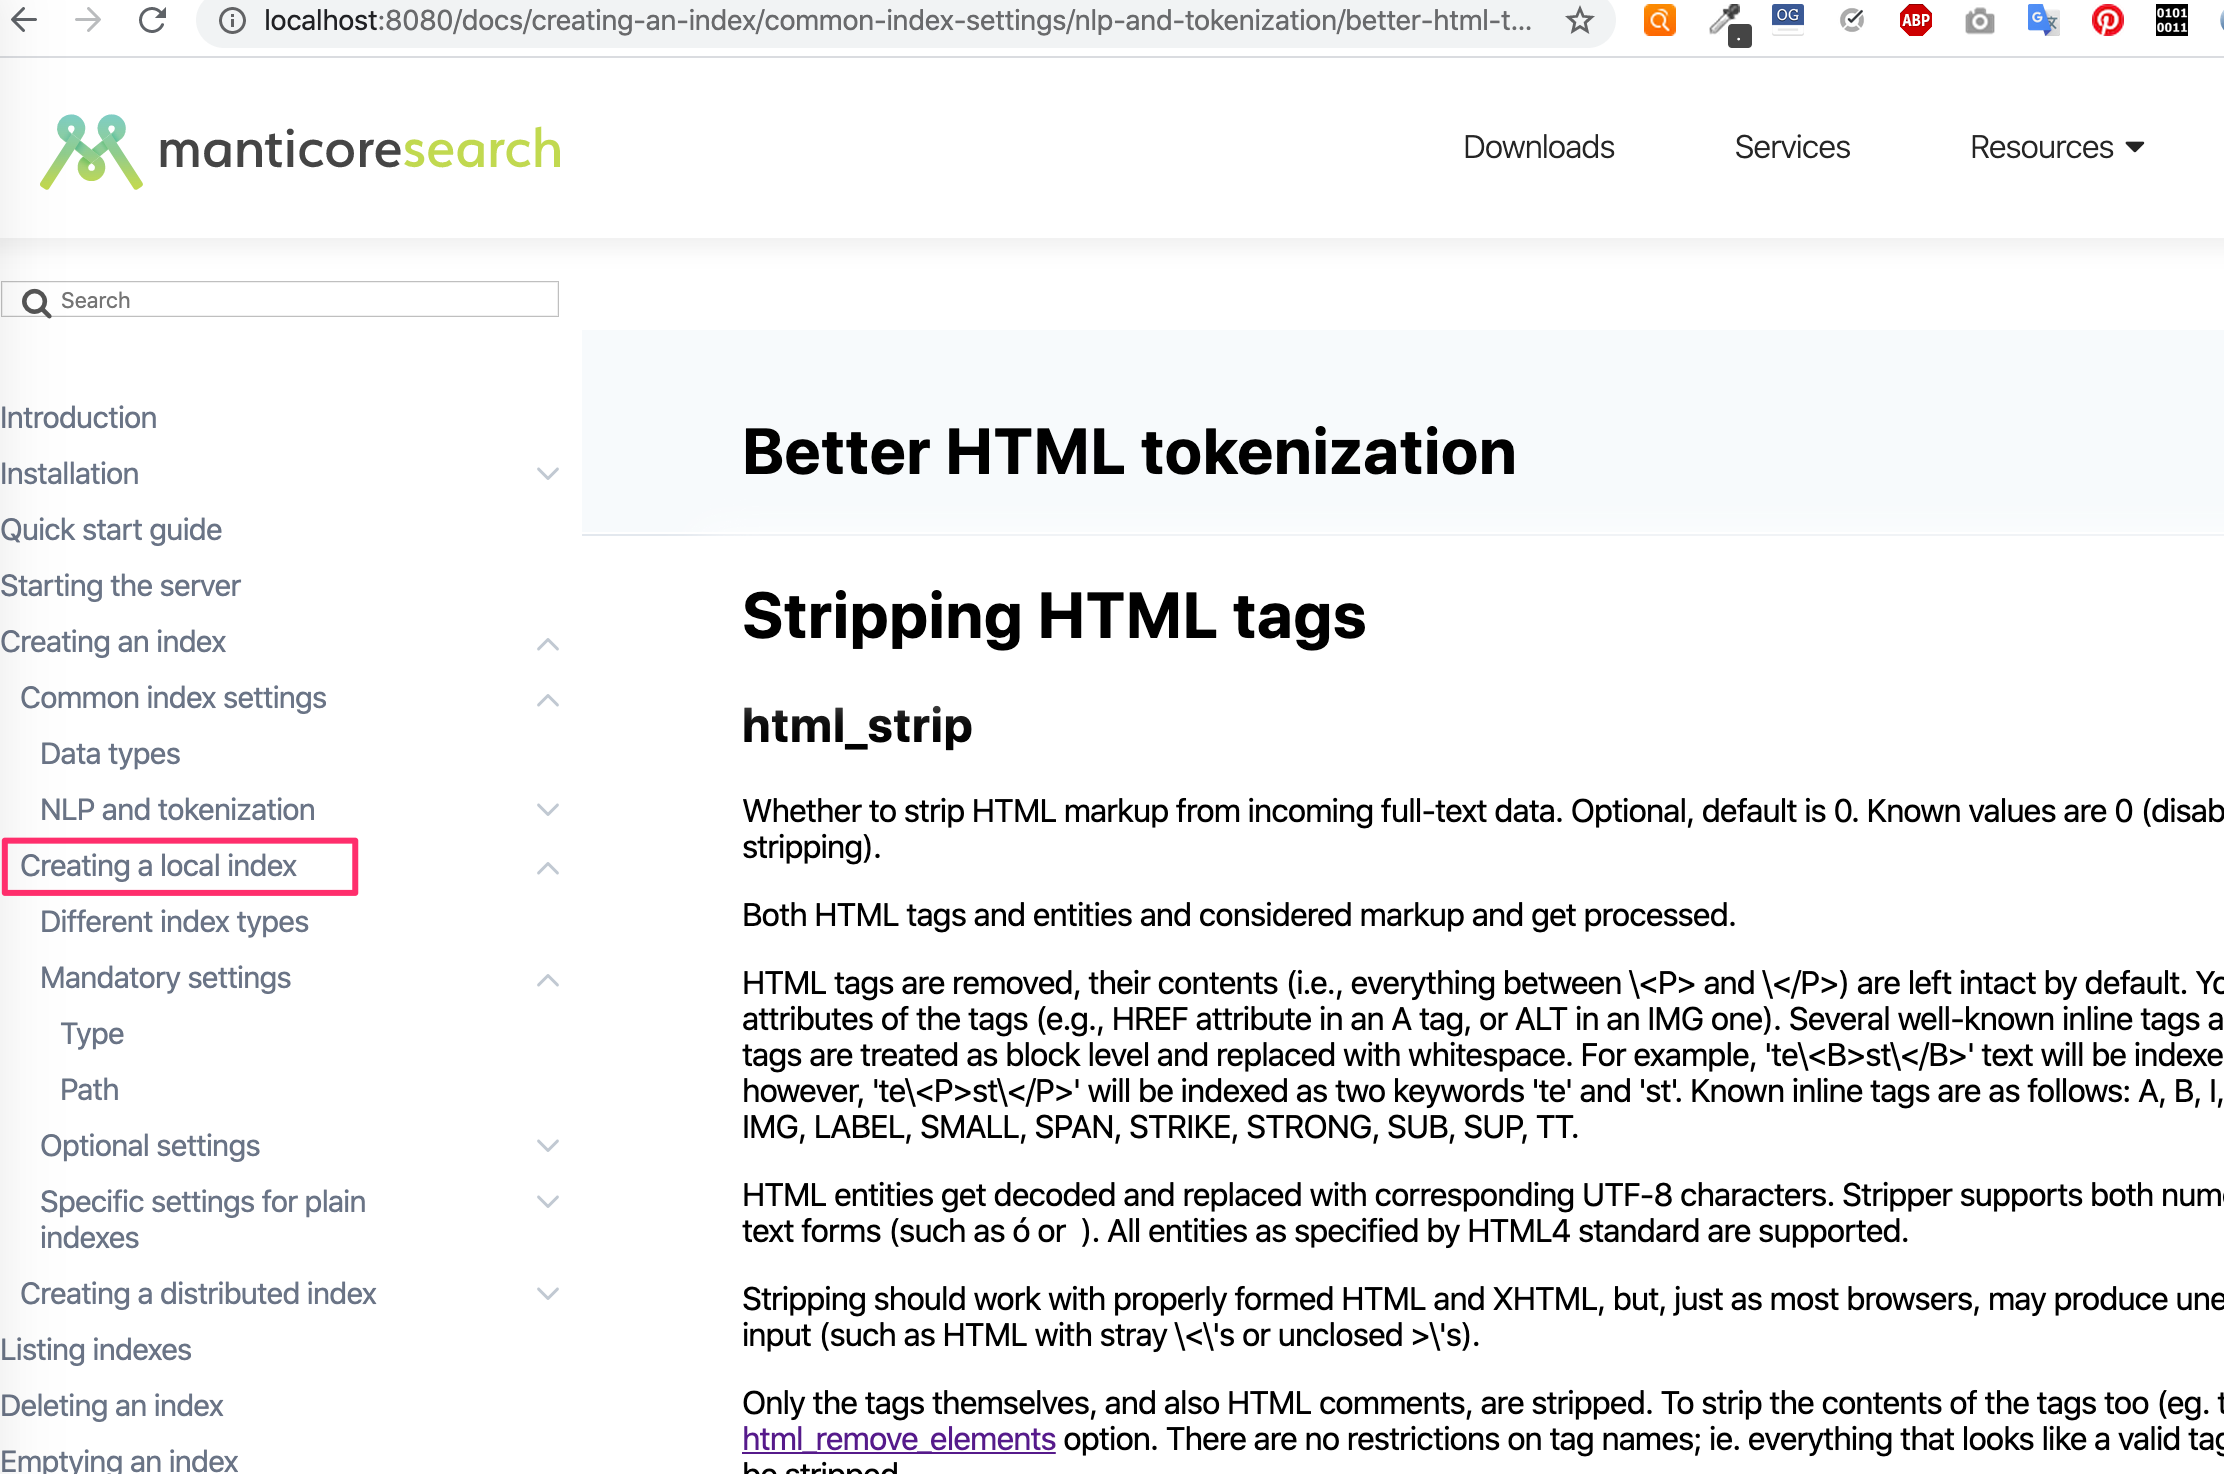 localhost:8080/docs/creating-an-index/common-index-settings/nlp-and-tokenization/better-html-t...
OG
ABP
0101
0011
manticoresearch
Downloads
Services
Resources
Search
Introduction
Installation
Quick start guide
Starting the server
Creating an index
Common index settings
Data types
NLP and tokenization
Creating a local index
Different index types
Mandatory settings
Type
Path
Optional settings
Specific settings for plain
indexes
Creating a distributed index
Listing indexes
Deleting an index
Emptying an index
Better HTML tokenization
Stripping HTML tags
html_strip
Whether to strip HTML markup from incoming full-text data. Optional, default is 0. Known values are 0 (disab
stripping).
Both HTML tags and entities and considered markup and get processed.
HTML tags are removed, their contents (i.e., everything between \<P> and \</P>) are left intact by default. Yo
attributes of the tags (e.g., HREF attribute in an A tag, or ALT in an IMG one). Several well-known inline tags a
tags are treated as block level and replaced with whitespace. For example, 'te\<B>st\</B>' text will be indexe
however, 'te\<P>st\</P>' will be indexed as two keywords 'te' and 'st'. Known inline tags are as follows: A, B, I,
IMG, LABEL, SMALL, SPAN, STRIKE, STRONG, SUB, SUP, TT.
HTML entities get decoded and replaced with corresponding UTF-8 characters. Stripper supports both num
text forms (such as ó or  ). All entities as specified by HTML4 standard are supported.
Stripping should work with properly formed HTML and XHTML, but, just as most browsers, may produce une
input (such as HTML with stray \<\'s or unclosed >\'s).
Only the tags themselves, and also HTML comments, are stripped. To strip the contents of the tags too (eg. t
html_remove_elements option. There are no restrictions on tag names; ie. everything that looks like a valid tag
be stripped